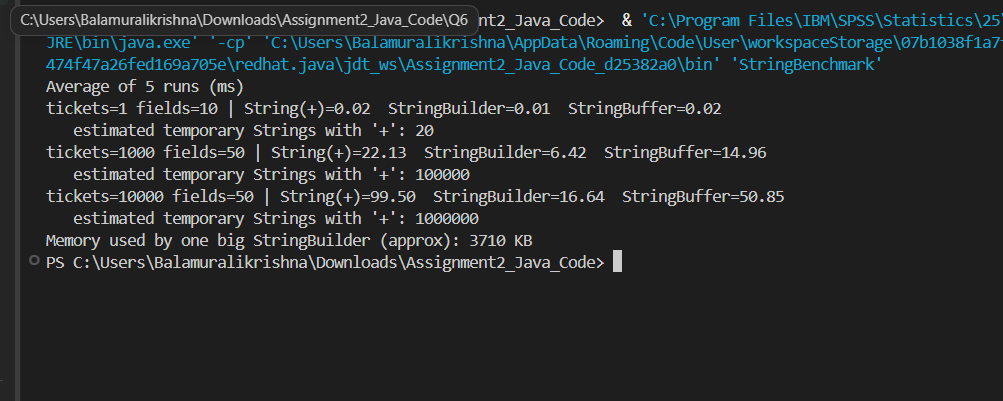 C:\Users\Balamuralikrishna\Downloads\Assignment2_Java_Code\Q6
ment2_Java_Code>  & 'C:\Program Files\IBM\SPSS\Statistics\25\
JRE\bin\java.exe' '-cp' 'C:\Users\Balamuralikrishna\AppData\Roaming\Code\User\workspaceStorage\07b1038f1a7
474f47a26fed169a705e\redhat.java\jdt_ws\Assignment2_Java_Code_d25382a0\bin' 'StringBenchmark'
Average of 5 runs (ms)
tickets=1 fields=10 | String(+)=0.02  StringBuilder=0.01  StringBuffer=0.02
   estimated temporary Strings with '+': 20
tickets=1000 fields=50 | String(+)=22.13  StringBuilder=6.42  StringBuffer=14.96
   estimated temporary Strings with '+': 100000
tickets=10000 fields=50 | String(+)=99.50  StringBuilder=16.64  StringBuffer=50.85
   estimated temporary Strings with '+': 1000000
Memory used by one big StringBuilder (approx): 3710 KB
PS C:\Users\Balamuralikrishna\Downloads\Assignment2_Java_Code>